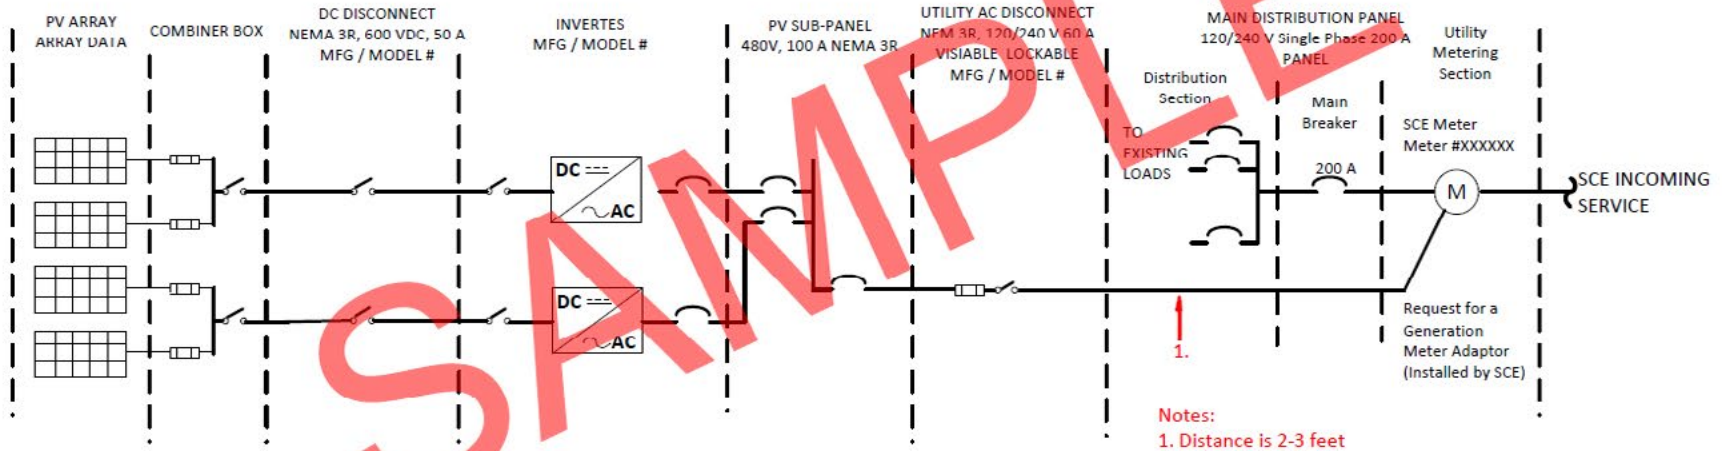 PV ARRAY
ARRAY DATA
COMBINER BOX
DC DISCONNECT
NEMA 3R, 600 VDC, 50 A
MFG / MODEL #
INVERTES
MFG / MODEL #
PV SUB-PANEL
480V, 100 A NEMA 3R
UTILITY AC DISCONNECT
NEM 3R, 120/240 V 60 A
VISIABLE LOCKABLE
MFG / MODEL #
MAIN DISTRIBUTION PANEL
120/240 V Single Phase 200 A
PANEL
Utility
Metering
Section
Distribution
Section
Main
Breaker
200 A
SCE Meter
Meter #XXXXXX
TO
EXISTING
LOADS
DC
AC
DC
AC
M
SCE INCOMING
SERVICE
1.
Request for a
Generation
Meter Adaptor
(Installed by SCE)
Notes:
1. Distance is 2-3 feet
SAMPLE